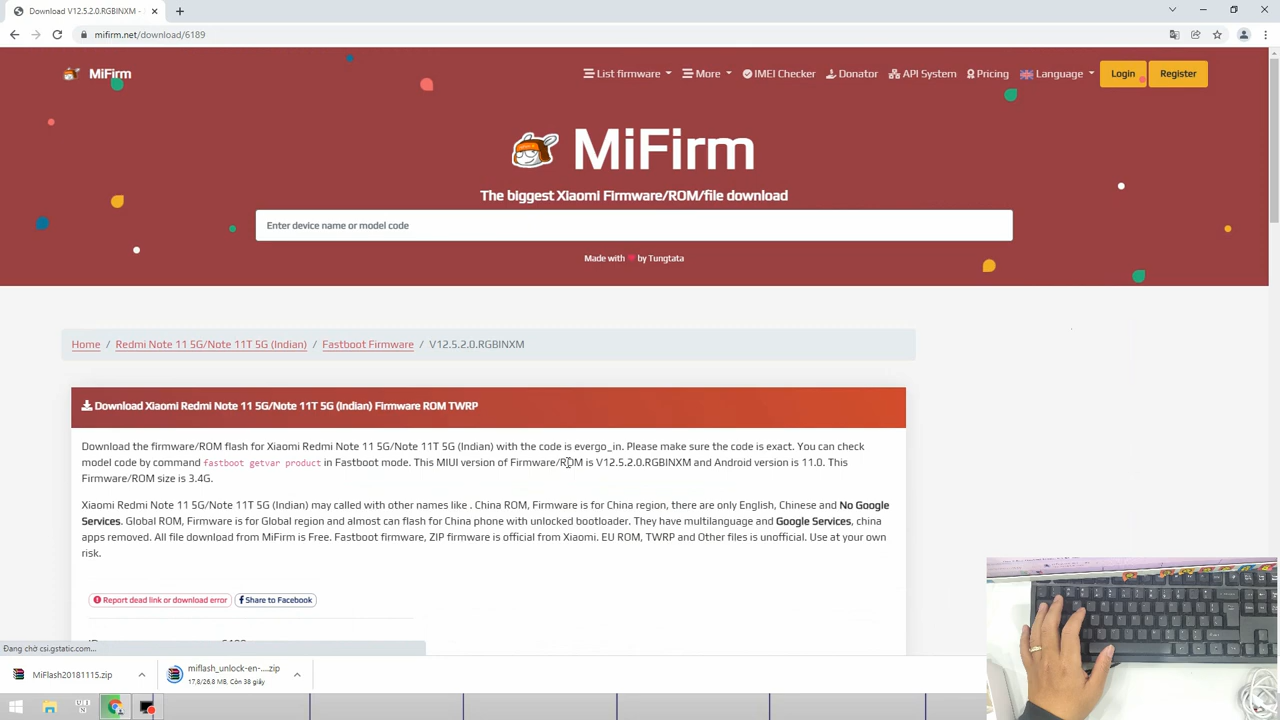 Download V12.5.2.0.RGBINXM -
mifirm.net/download/6189
MiFirm
List firmware
More
IMEI Checker
Donator
API System
Pricing
Language
Login
Register
MiFirm
The biggest Xiaomi Firmware/ROM/file download
Enter device name or model code
Made with by Tungtata
Home / Redmi Note 11 5G/Note 11T 5G (Indian) / Fastboot Firmware / V12.5.2.0.RGBINXM
Download Xiaomi Redmi Note 11 5G/Note 11T 5G (Indian) Firmware ROM TWRP
Download the firmware/ROM flash for Xiaomi Redmi Note 11 5G/Note 11T 5G (Indian) with the code is evergo_in. Please make sure the code is exact. You can check
model code by command fastboot getvar product in Fastboot mode. This MIUI version of Firmware/ROM is V12.5.2.0.RGBINXM and Android version is 11.0. This
Firmware/ROM size is 3.4G.
Xiaomi Redmi Note 11 5G/Note 11T 5G (Indian) may called with other names like . China ROM, Firmware is for China region, there are only English, Chinese and No Google
Services. Global ROM, Firmware is for Global region and almost can flash for China phone with unlocked bootloader. They have multilanguage and Google Services, china
apps removed. All file download from MiFirm is Free. Fastboot firmware, ZIP firmware is official from Xiaomi. EU ROM, TWRP and Other files is unofficial. Use at your own
risk.
Report dead link or download error
Share to Facebook
Đang chờ csi.gstatic.com...
MiFlash20181115.zip
miflash_unlock-en-....zip
17,8/26,8 MB, Còn 38 giây